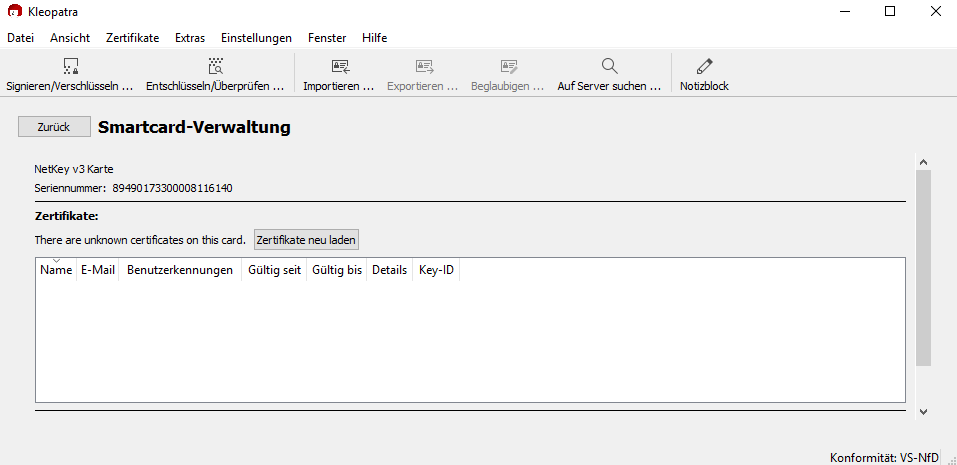 Kleopatra
Datei Ansicht Zertifikate Extras Einstellungen Fenster Hilfe
Signieren/Verschlüsseln ... Entschlüsseln/Überprüfen ... Importieren ... Exportieren ... Beglaubigen ... Auf Server suchen ... Notizblock
Zurück Smartcard-Verwaltung
NetKey v3 Karte
Seriennummer: 89490173300008116140
Zertifikate:
There are unknown certificates on this card. Zertifikate neu laden
Name E-Mail Benutzerkennungen Gültig seit Gültig bis Details Key-ID
Konformität: VS-NfD